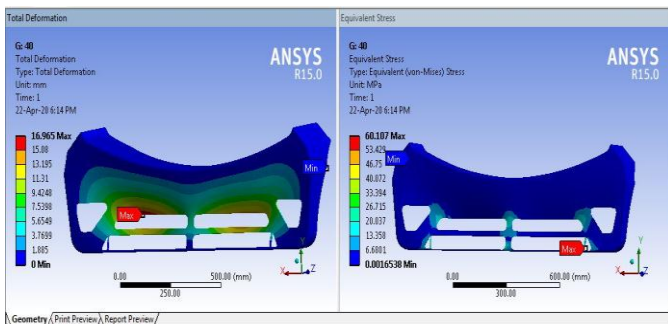 Total Deformation
G: 40
Total Deformation
Type: Total Deformation
Unit: mm
Time: 1
22-Apr-20 6:14 PM
ANSYS
R15.0
16.965 Max
15.08
13.195
11.31
9.4248
7.5398
5.6549
3.7699
1.885
0 Min
Min
Max
0.00
500.00 (mm)
250.00
Y
X
Z
Equivalent Stress
G: 40
Equivalent Stress
Type: Equivalent (von-Mises) Stress
Unit: MPa
Time: 1
22-Apr-20 6:14 PM
ANSYS
R15.0
60.107 Max
53.429
46.75
40.072
33.394
26.715
20.037
13.358
6.6801
0.0016538 Min
Min
Max
0.00
600.00 (mm)
300.00
Y
X
Z
Geometry / Print Preview / Report Preview /